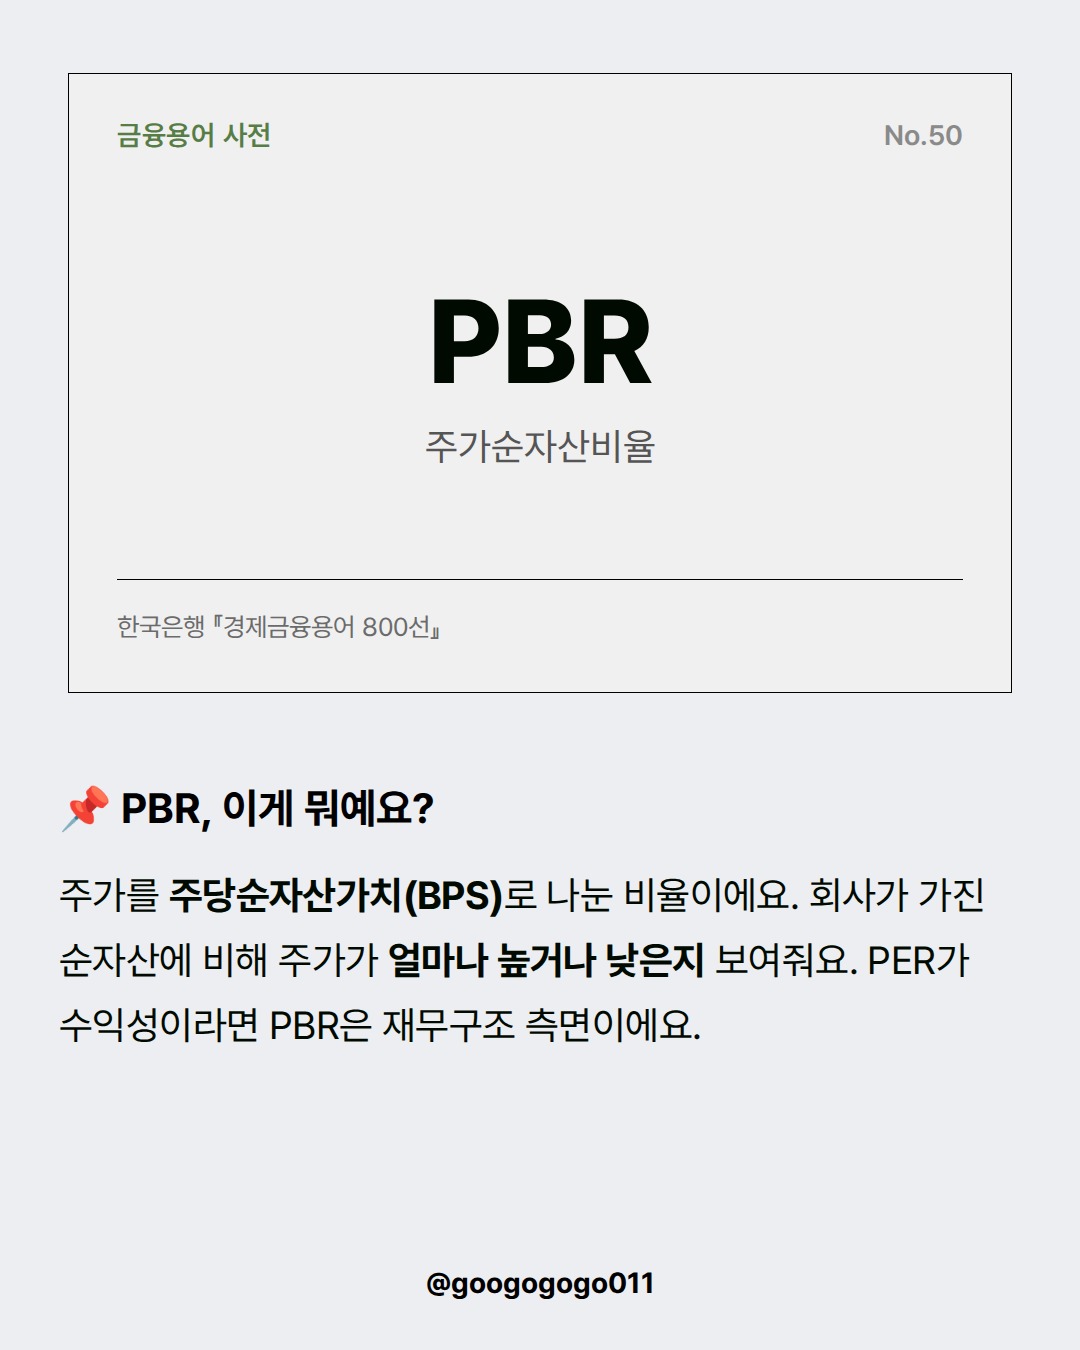 금융용어 사전
No.50
PBR
주가순자산비율
한국은행 『경제금융용어 800선』
📌 PBR, 이게 뭐예요?
주가를 주당순자산가치(BPS)로 나눈 비율이에요. 회사가 가진
순자산에 비해 주가가 얼마나 높거나 낮은지 보여줘요. PER가
수익성이라면 PBR은 재무구조 측면이에요.
@googogogo011